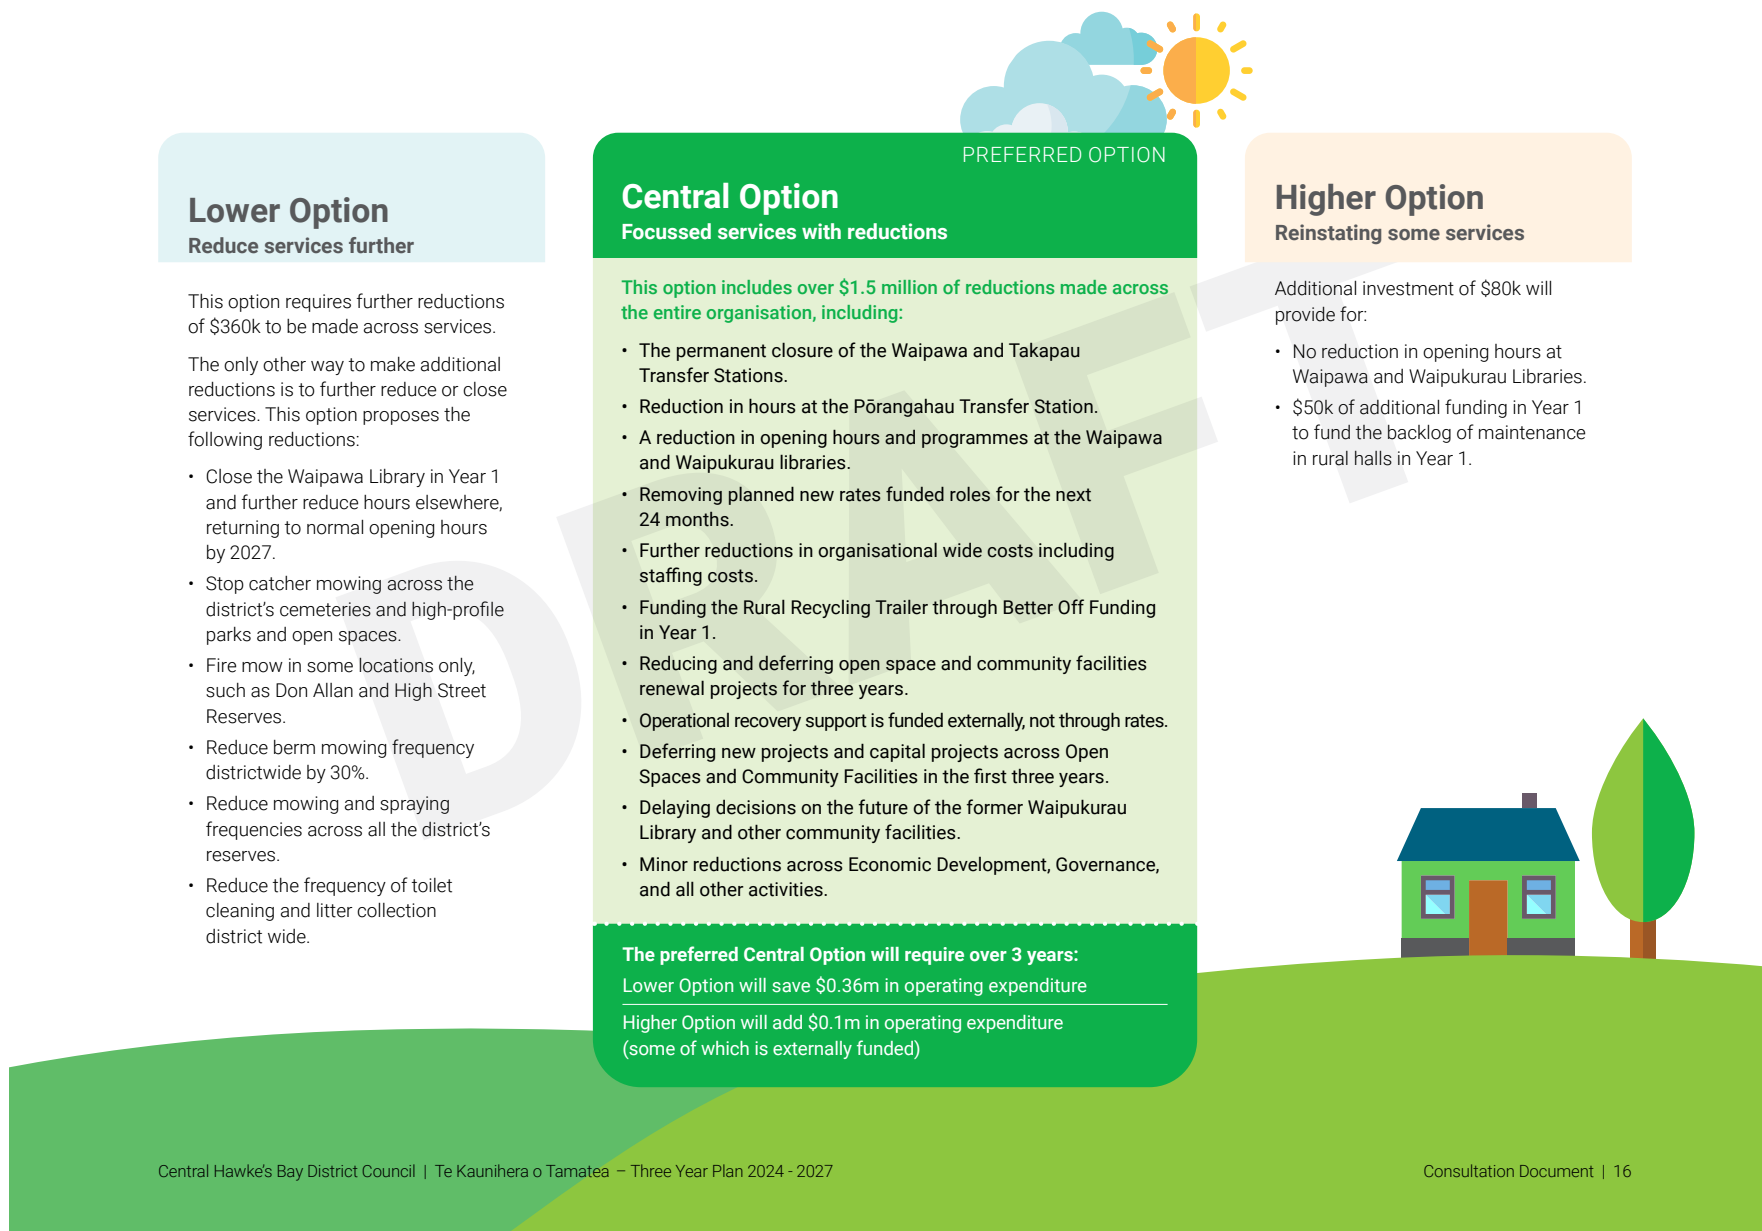 Lower Option
Reduce services further
This option requires further reductions
of $360k to be made across services.
The only other way to make additional
reductions is to further reduce or close
services. This option proposes the
following reductions:
• Close the Waipawa Library in Year 1
and further reduce hours elsewhere,
returning to normal opening hours
by 2027.
• Stop catcher mowing across the
district's cemeteries and high-profile
parks and open spaces.
• Fire mow in some locations only,
such as Don Allan and High Street
Reserves.
• Reduce berm mowing frequency
districtwide by 30%.
• Reduce mowing and spraying
frequencies across all the district's
reserves.
• Reduce the frequency of toilet
cleaning and litter collection
district wide.
PREFERRED OPTION
Central Option
Focussed services with reductions
This option includes over $1.5 million of reductions made across
the entire organisation, including:
• The permanent closure of the Waipawa and Takapau
Transfer Stations.
• Reduction in hours at the Pōrangahau Transfer Station.
• A reduction in opening hours and programmes at the Waipawa
and Waipukurau libraries.
• Removing planned new rates funded roles for the next
24 months.
• Further reductions in organisational wide costs including
staffing costs.
• Funding the Rural Recycling Trailer through Better Off Funding
in Year 1.
• Reducing and deferring open space and community facilities
renewal projects for three years.
• Operational recovery support is funded externally, not through rates.
• Deferring new projects and capital projects across Open
Spaces and Community Facilities in the first three years.
• Delaying decisions on the future of the former Waipukurau
Library and other community facilities.
• Minor reductions across Economic Development, Governance,
and all other activities.
The preferred Central Option will require over 3 years:
Lower Option will save $0.36m in operating expenditure
Higher Option will add $0.1m in operating expenditure
(some of which is externally funded)
Higher Option
Reinstating some services
Additional investment of $80k will
provide for:
• No reduction in opening hours at
Waipawa and Waipukurau Libraries.
• $50k of additional funding in Year 1
to fund the backlog of maintenance
in rural halls in Year 1.
DRAFT
Central Hawke's Bay District Council | Te Kaunihera o Tamatea – Three Year Plan 2024 - 2027
Consultation Document | 16